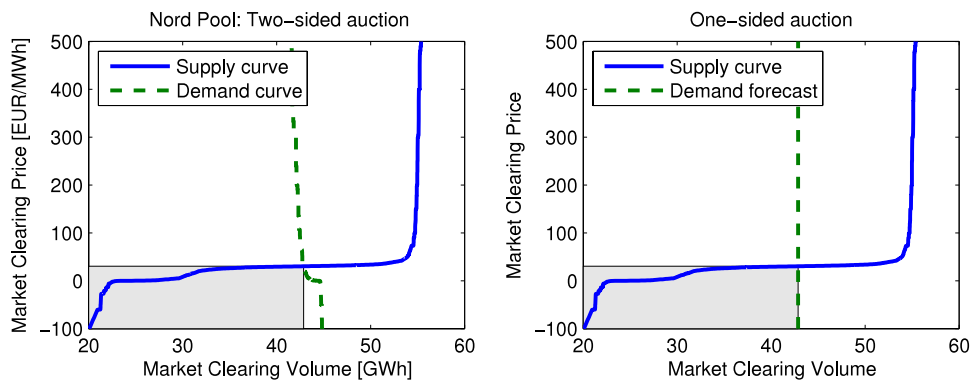 Nord Pool: Two-sided auction
Market Clearing Price [EUR/MWh]
500
400
300
200
100
0
−100
Supply curve
Demand curve
20 30 40 50 60
Market Clearing Volume [GWh]
One-sided auction
Market Clearing Price
500
400
300
200
100
0
−100
Supply curve
Demand forecast
20 30 40 50 60
Market Clearing Volume